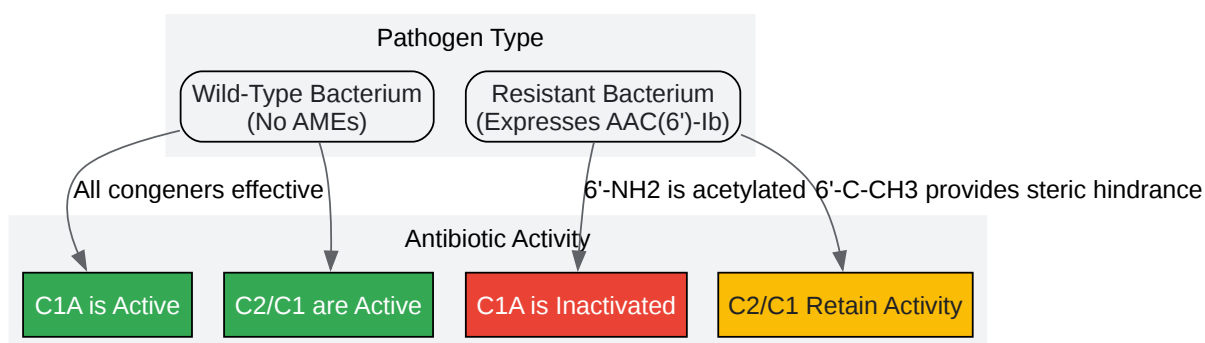 Pathogen Type
Wild-Type Bacterium
(No AMEs)
Resistant Bacterium
(Expresses AAC(6')-Ib)
All congeners effective
6'-NH2 is acetylated
6'-C-CH3 provides steric hindrance
Antibiotic Activity
C1A is Active
C2/C1 are Active
C1A is Inactivated
C2/C1 Retain Activity